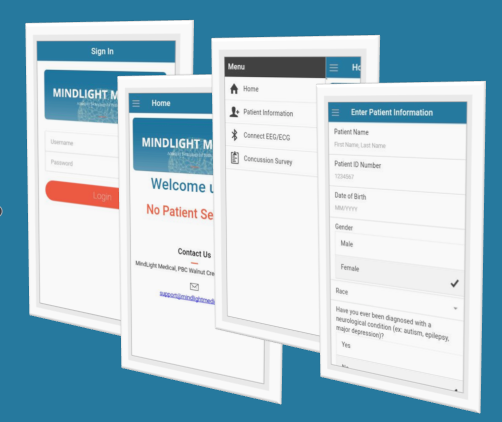 Sign In
MINDLIGHT M
Username
Password
Login
Home
MINDLIGHT M
Welcome u
No Patient Se
Contact Us
MindLight Medical, PBC Walnut Cre
support@mindlightmedi
Menu
Home
Patient Information
Connect EEG/ECG
Concussion Survey
Ho
Enter Patient Information
Patient Name
First Name, Last Name
Patient ID Number
1234567
Date of Birth
MM/YYYY
Gender
Male
Female
Race
Have you ever been diagnosed with a
neurological condition (ex: autism, epilepsy,
major depression)?
Yes